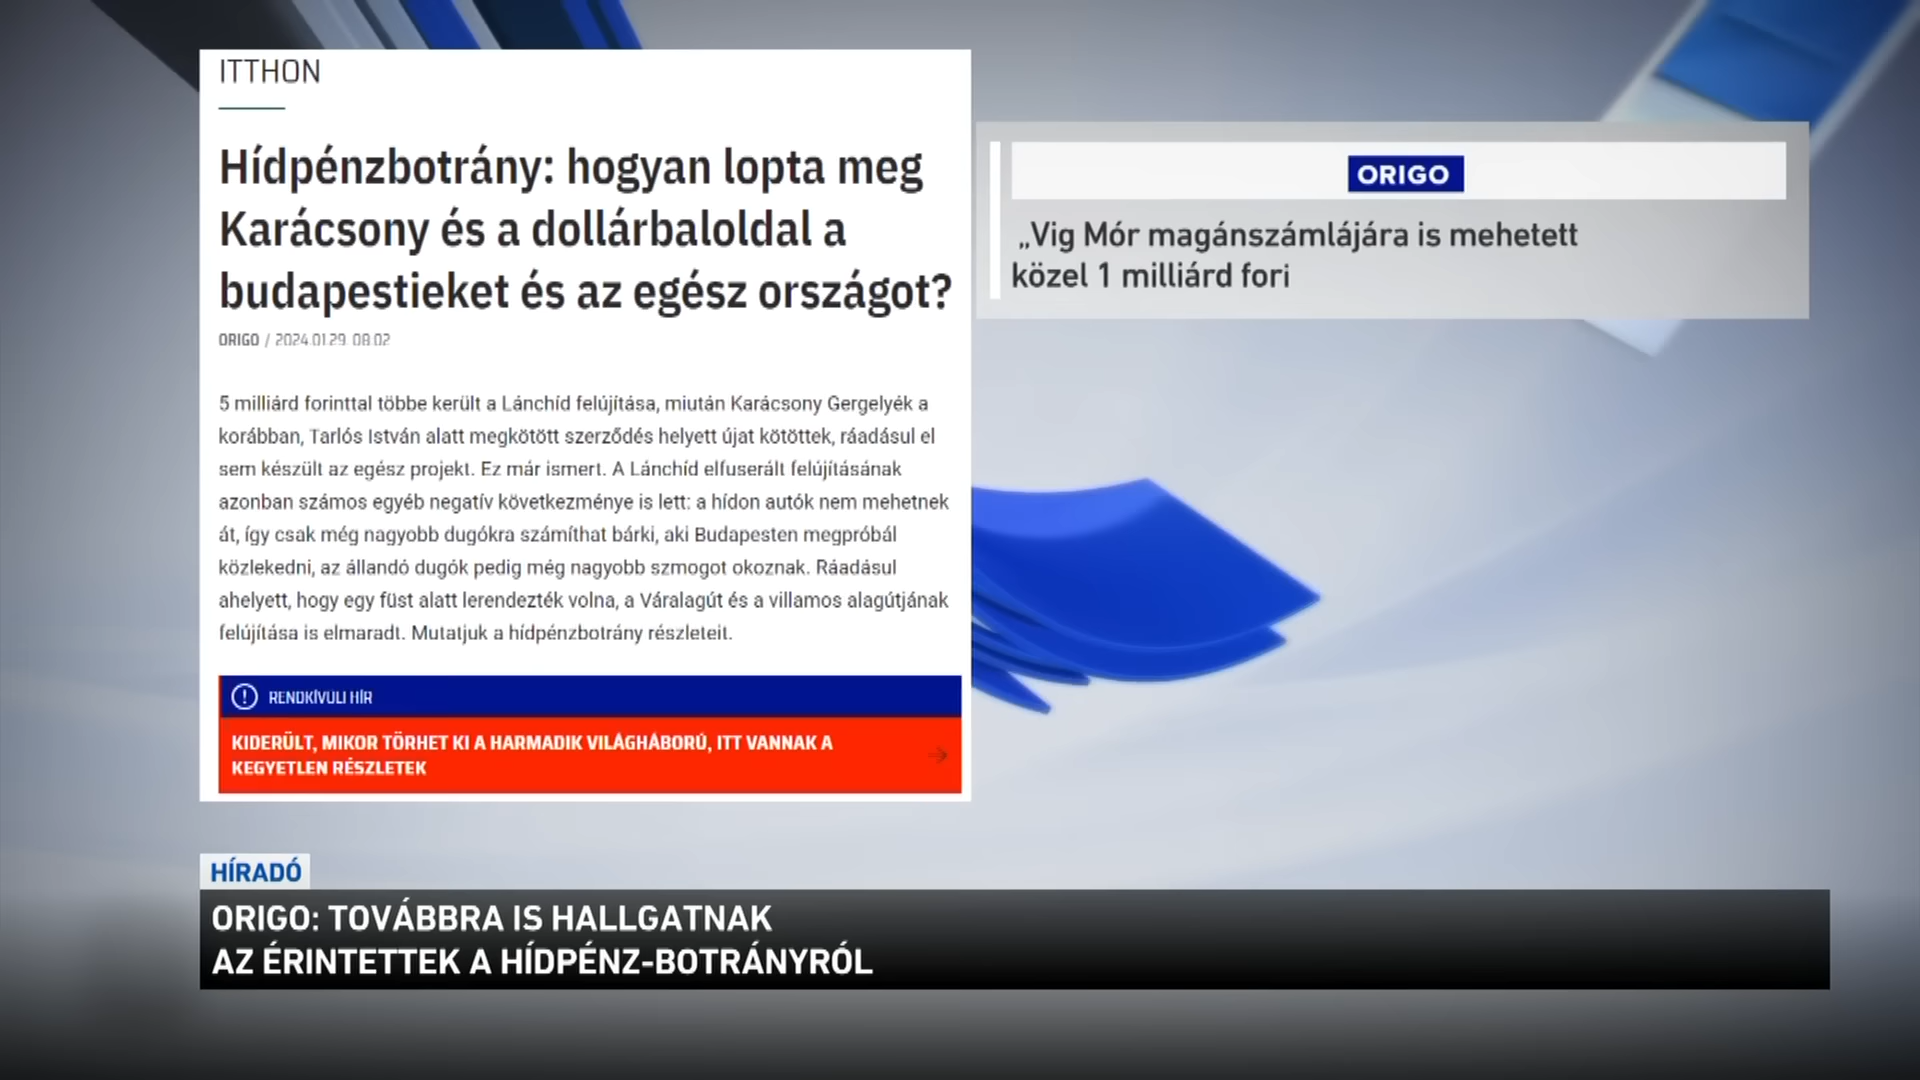 ITTHON
Hídpénzbotrány: hogyan lopta meg
Karácsony és a dollárbaloldal a
budapestieket és az egész országot?
ORIGO / 2024.01.29. 08:02
5 milliárd forinttal többe került a Lánchíd felújítása, miután Karácsony Gergelyék a
korábban, Tarlós István alatt megkötött szerződés helyett újat kötöttek, ráadásul el
sem készült az egész projekt. Ez már ismert. A Lánchíd elfuserált felújításának
azonban számos egyéb negatív következménye is lett: a hídon autók nem mehetnek
át, így csak még nagyobb dugókra számíthat bárki, aki Budapesten megpróbál
közlekedni, az állandó dugók pedig még nagyobb szmogot okoznak. Ráadásul
ahelyett, hogy egy füst alatt lerendezték volna, a Váralagút és a villamos alagútjának
felújítása is elmaradt. Mutatjuk a hídpénzbotrány részleteit.
RENDKÍVÜLI HÍR
KIDERÜLT, MIKOR TÖRHET KI A HARMADIK VILÁGHÁBORÚ, ITT VANNAK A
KEGYETLEN RÉSZLETEK
ORIGO
„Vig Mór magánszámlájára is mehetett
közel 1 milliárd fori
HÍRADÓ
ORIGO: TOVÁBBRA IS HALLGATNAK
AZ ÉRINTETTEK A HÍDPÉNZ-BOTRÁNYRÓL